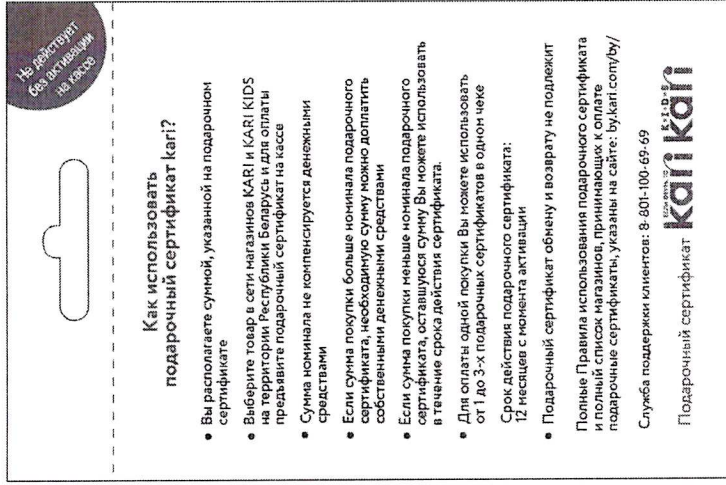 Не действует
без активации
на кассе
Как использовать
подарочный сертификат kari?
• Вы располагаете суммой, указанной на подарочном
сертификате
• Выберите товар в сети магазинов KARI и KARI KIDS
на территории Республики Беларусь и для оплаты
предъявите подарочный сертификат на кассе
• Сумма номинала не компенсируется денежными
средствами
• Если сумма покупки больше номинала подарочного
сертификата, необходимую сумму можно доплатить
собственными денежными средствами
• Если сумма покупки меньше номинала подарочного
сертификата, оставшуюся сумму Вы можете использовать
в течение срока действия сертификата.
• Для оплаты одной покупки Вы можете использовать
от 1 до 3-х подарочных сертификатов в одном чеке
Срок действия подарочного сертификата:
12 месяцев с момента активации
• Подарочный сертификат обмену и возврату не подлежит
Полные Правила использования подарочного сертификата
и полный список магазинов, принимающих к оплате
подарочные сертификаты, указаны на сайте: by.kari.com/by/
Служба поддержки клиентов: 8-801-100-69-69
Подарочный сертификат kari kari KIDS